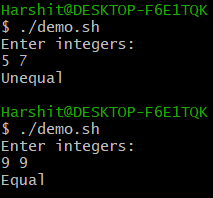 Harshit@DESKTOP-F6E1TQK
$ ./demo.sh
Enter integers:
5 7
Unequal
Harshit@DESKTOP-F6E1TQK
$ ./demo.sh
Enter integers:
9 9
Equal